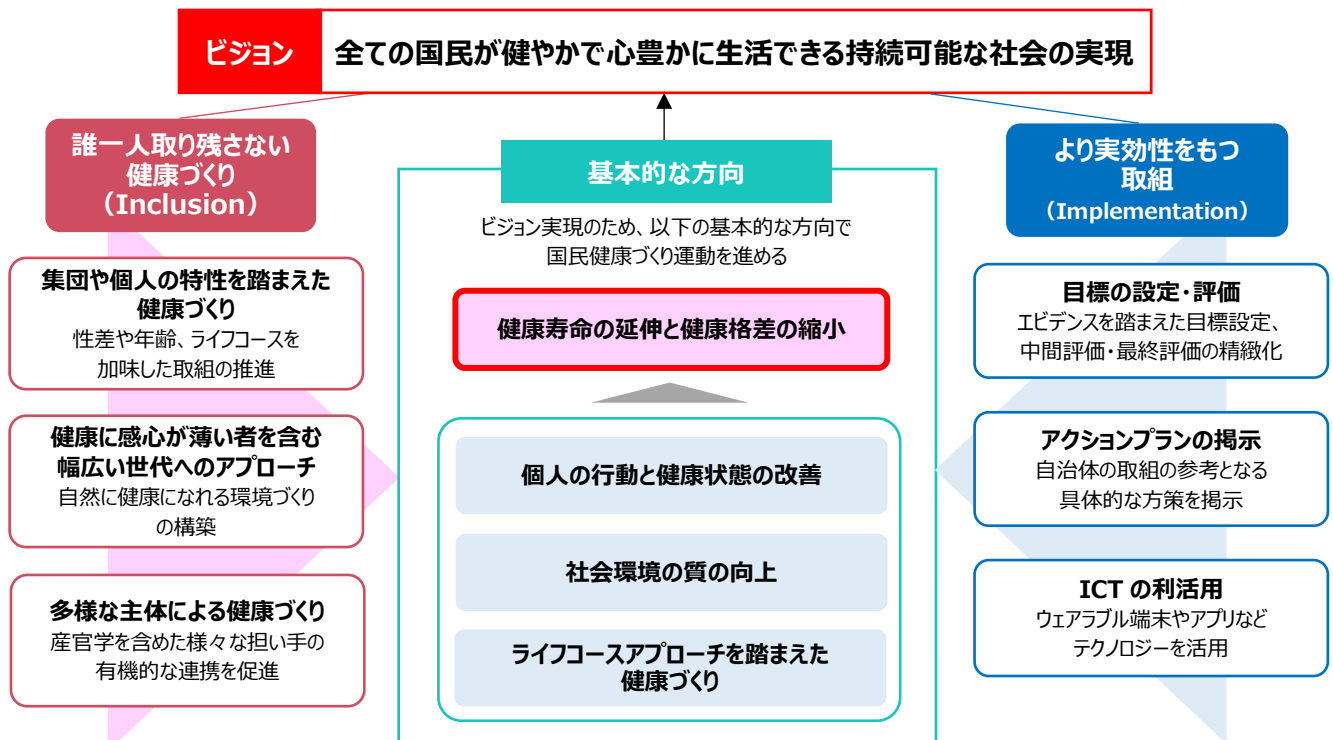 ビジョン 全ての国民が健やかで心豊かに生活できる持続可能な社会の実現
誰一人取り残さない
健康づくり
（Inclusion）
集団や個人の特性を踏まえた
健康づくり
性差や年齢、ライフコースを
加味した取組の推進
健康に感心が薄い者を含む
幅広い世代へのアプローチ
自然に健康になれる環境づくり
の構築
多様な主体による健康づくり
産官学を含めた様々な担い手の
有機的な連携を促進
基本的な方向
ビジョン実現のため、以下の基本的な方向で
国民健康づくり運動を進める
健康寿命の延伸と健康格差の縮小
個人の行動と健康状態の改善
社会環境の質の向上
ライフコースアプローチを踏まえた
健康づくり
より実効性をもつ
取組
（Implementation）
目標の設定・評価
エビデンスを踏まえた目標設定、
中間評価・最終評価の精緻化
アクションプランの掲示
自治体の取組の参考となる
具体的な方策を掲示
ICT の利活用
ウェアラブル端末やアプリなど
テクノロジーを活用